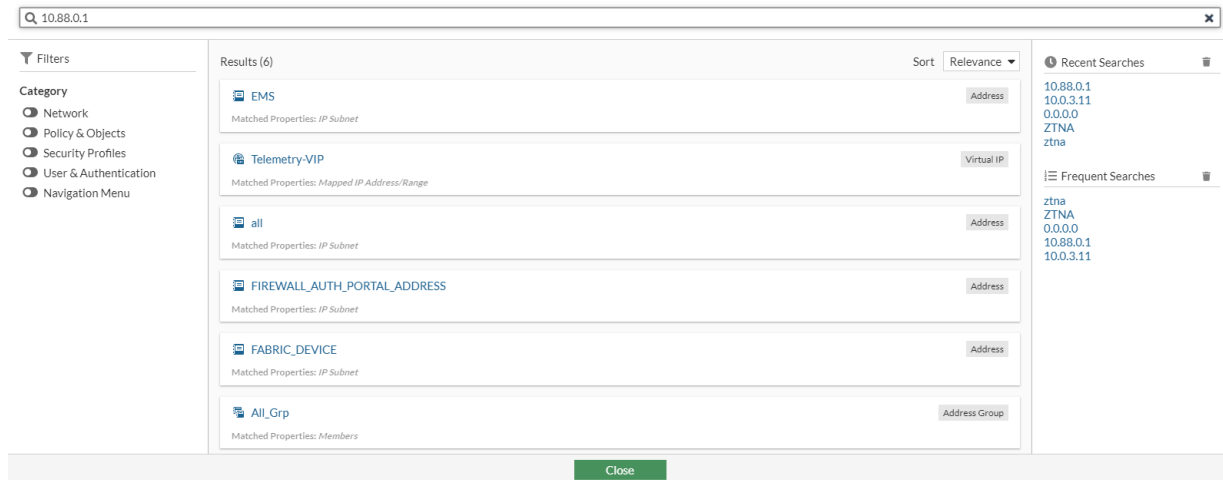 10.88.0.1
Filters
Category
Network
Policy & Objects
Security Profiles
User & Authentication
Navigation Menu
Results (6)
Sort Relevance
EMS
Address
Matched Properties: IP Subnet
Telemetry-VIP
Virtual IP
Matched Properties: Mapped IP Address/Range
all
Address
Matched Properties: IP Subnet
FIREWALL_AUTH_PORTAL_ADDRESS
Address
Matched Properties: IP Subnet
FABRIC_DEVICE
Address
Matched Properties: IP Subnet
All_Grp
Address Group
Matched Properties: Members
Recent Searches
10.88.0.1
10.0.3.11
0.0.0.0
ZTNA
ztna
Frequent Searches
ztna
ZTNA
0.0.0.0
10.88.0.1
10.0.3.11
Close